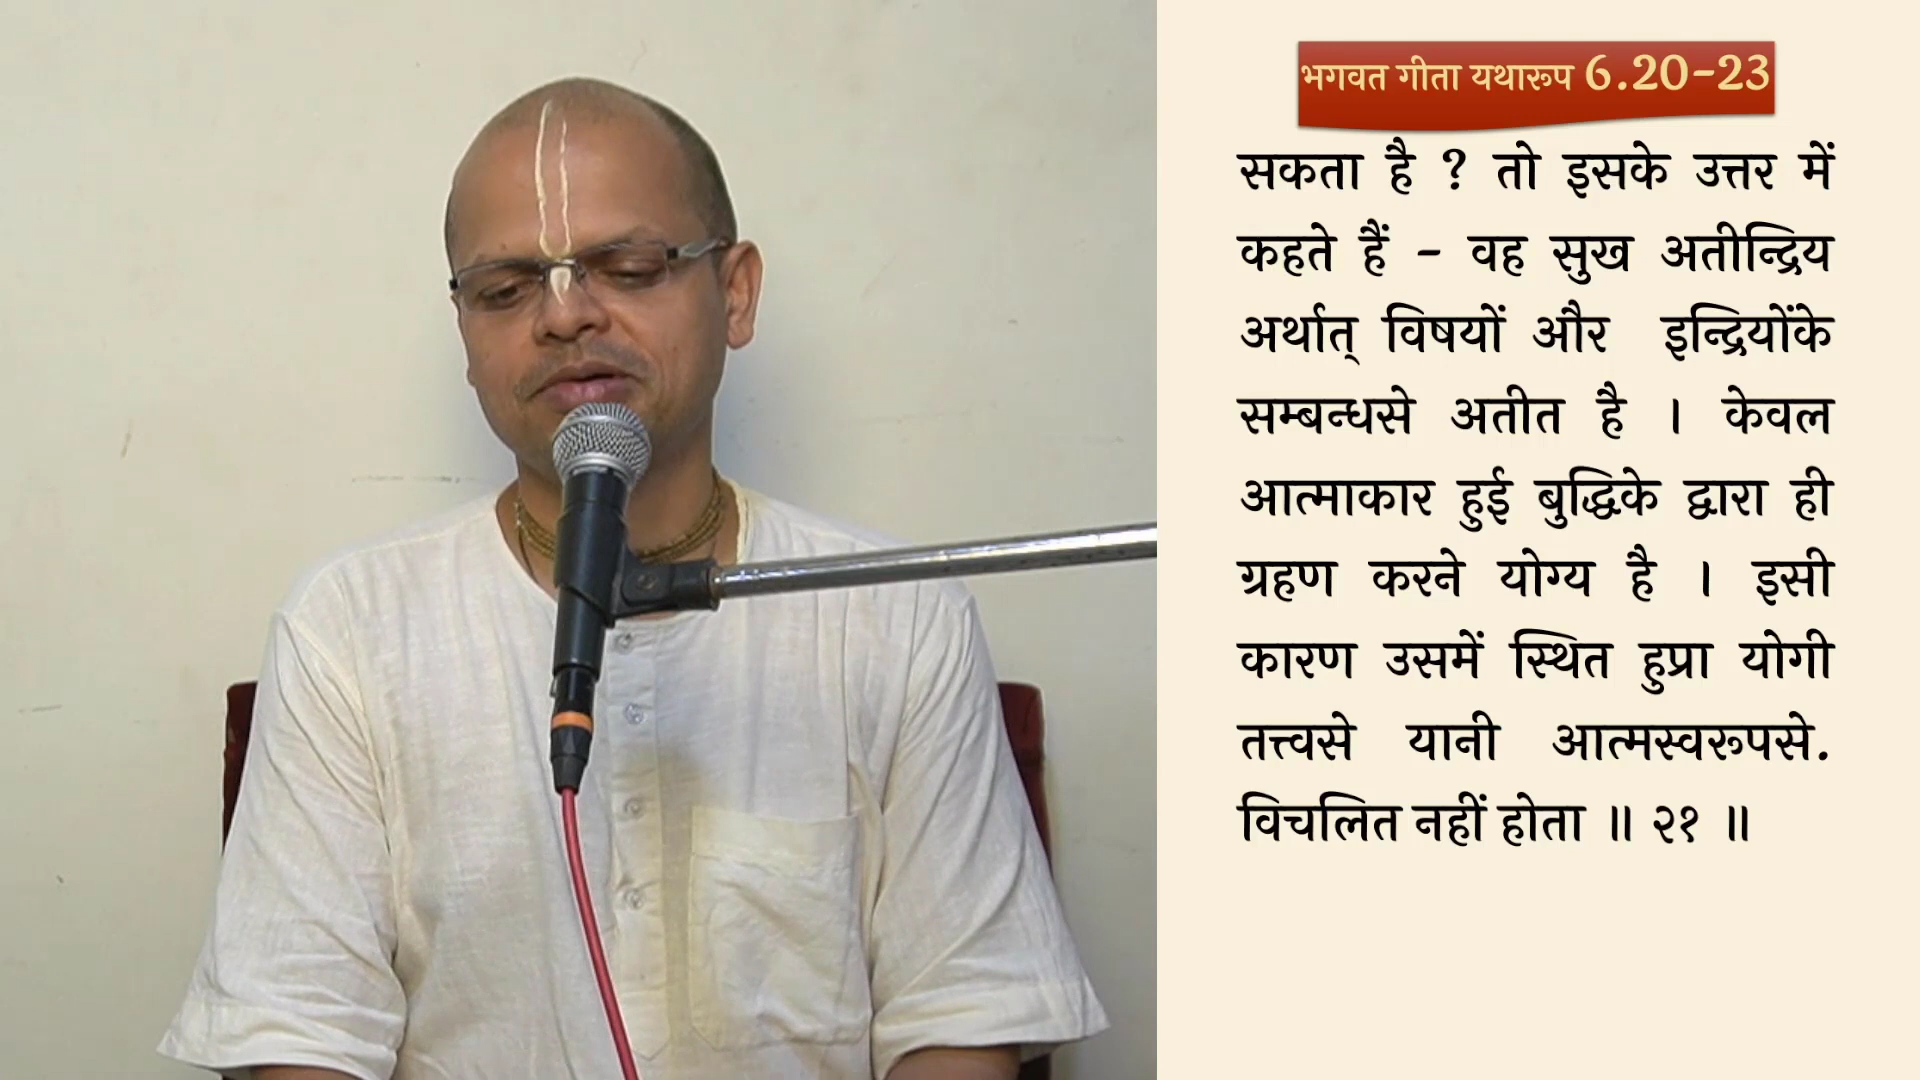 भगवत गीता यथारूप 6.20-23
सकता है ? तो इसके उत्तर में
कहते हैं - वह सुख अतीन्द्रिय
अर्थात् विषयों और इन्द्रियोंके
सम्बन्धसे अतीत है । केवल
आत्माकार हुई बुद्धिके द्वारा ही
ग्रहण करने योग्य है । इसी
कारण उसमें स्थित हुप्रा योगी
तत्त्वसे यानी आत्मस्वरूपसे.
विचलित नहीं होता ॥ २१ ॥